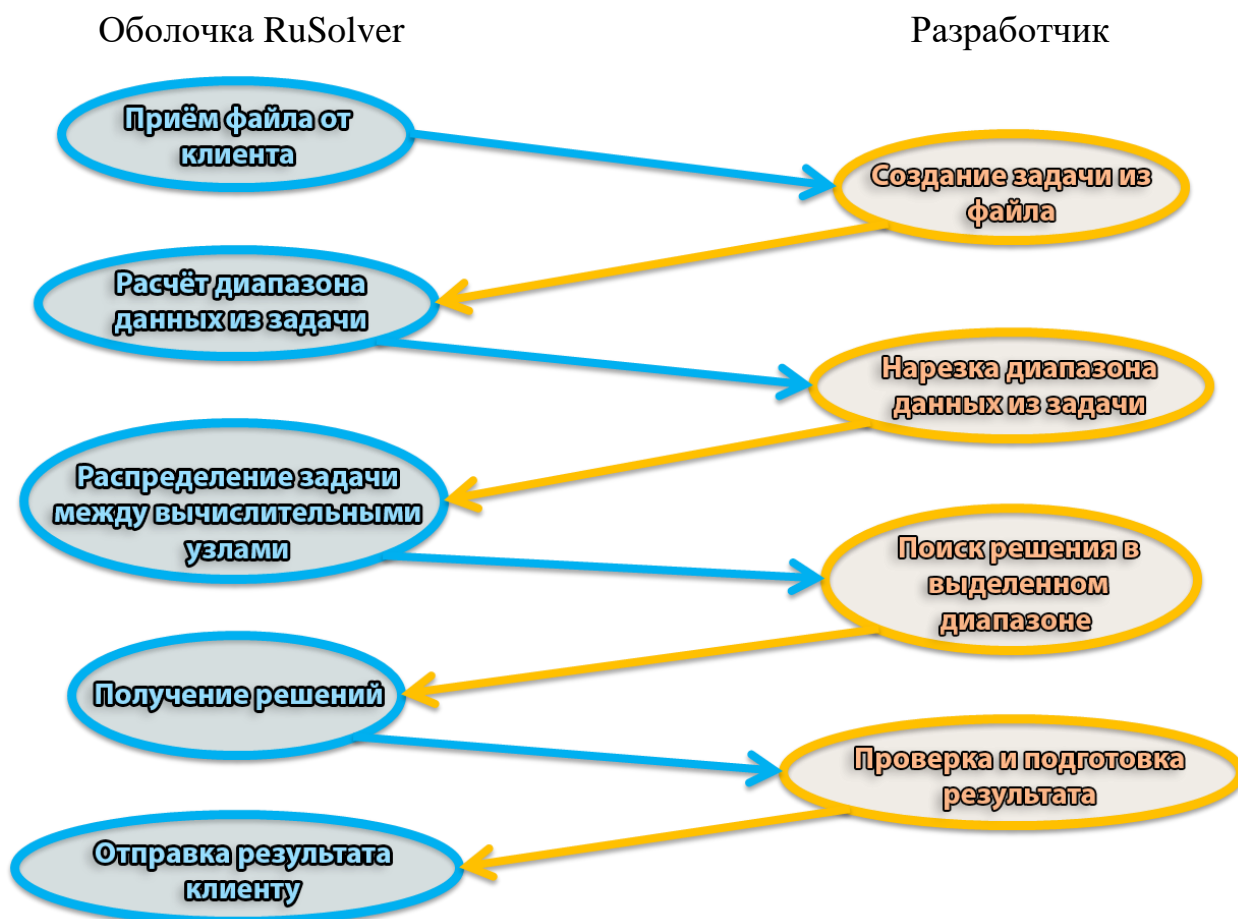 Оболочка RuSolver
Разработчик
Приём файла от
клиента
Создание задачи из
файла
Расчёт диапазона
данных из задачи
Нарезка диапазона
данных из задачи
Распределение задачи
между вычислительными
узлами
Поиск решения в
выделенном
диапазоне
Получение решений
Проверка и подготовка
результата
Отправка результата
клиенту